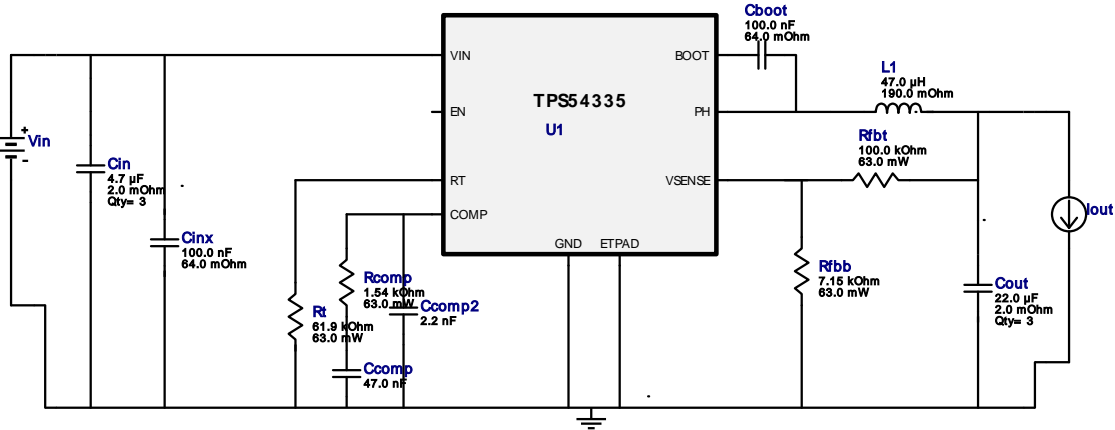 Cboot
100.0 nF
64.0 mOhm
VIN
BOOT
L1
47.0 µH
190.0 mOhm
TPS54335
U1
EN
PH
+
Vin
-
Rfbt
100.0 kOhm
63.0 mW
Cin
4.7 µF
2.0 mOhm
Qty= 3
RT
VSENSE
COMP
Iout
Cinx
100.0 nF
64.0 mOhm
GND
ETPAD
Rfbb
7.15 kOhm
63.0 mW
Rcomp
1.54 kOhm
63.0 mW
Ccomp2
2.2 nF
Cout
22.0 µF
2.0 mOhm
Qty= 3
Rt
61.9 kOhm
63.0 mW
Ccomp
47.0 nF